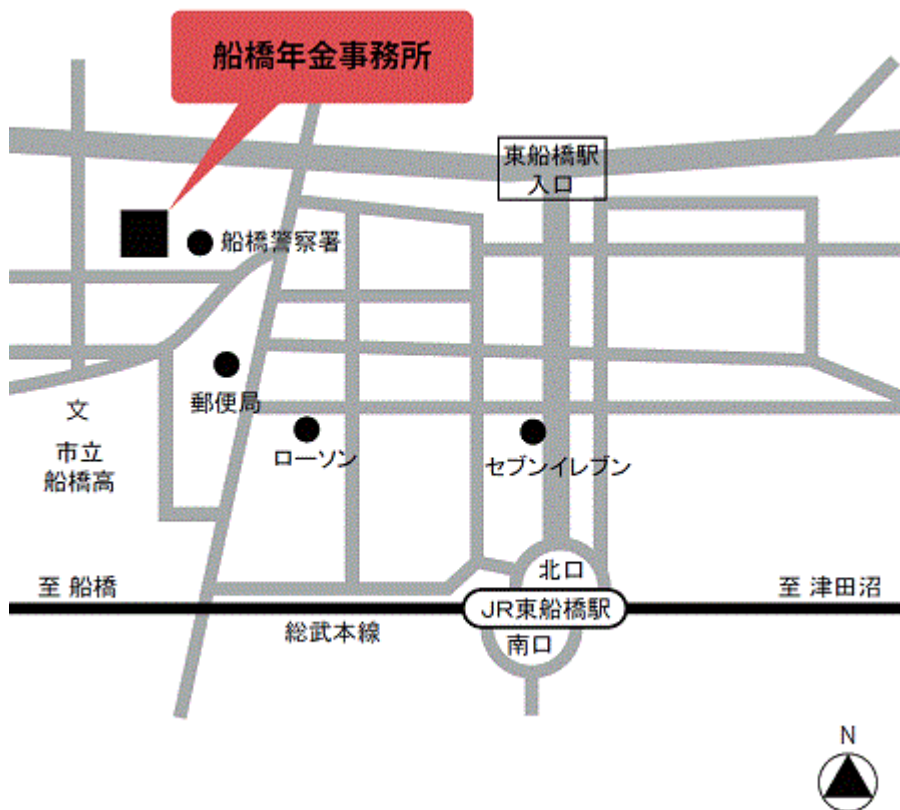 船橋年金事務所
東船橋駅
入口
船橋警察署
郵便局
文
市立
船橋高
ローソン
セブンイレブン
至 船橋
北口
至 津田沼
JR東船橋駅
総武本線
南口
N